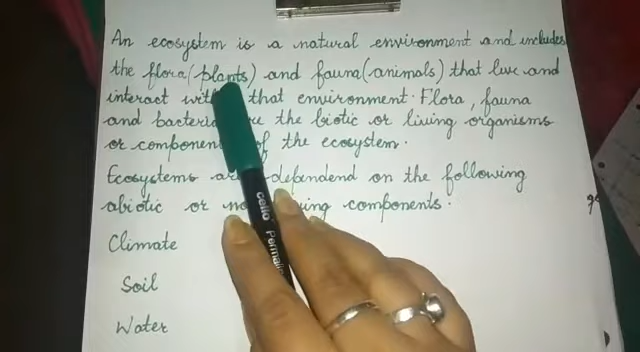 An ecosystem is a natural environment and includes
the flora (plants) and fauna (animals) that live and
interact with that environment. Flora, fauna
and bacteria the biotic or living organisms
or component of the ecosystem.
Ecosystems dependend on the following
abiotic or components.
Climate
Soil
Water
cello Perma